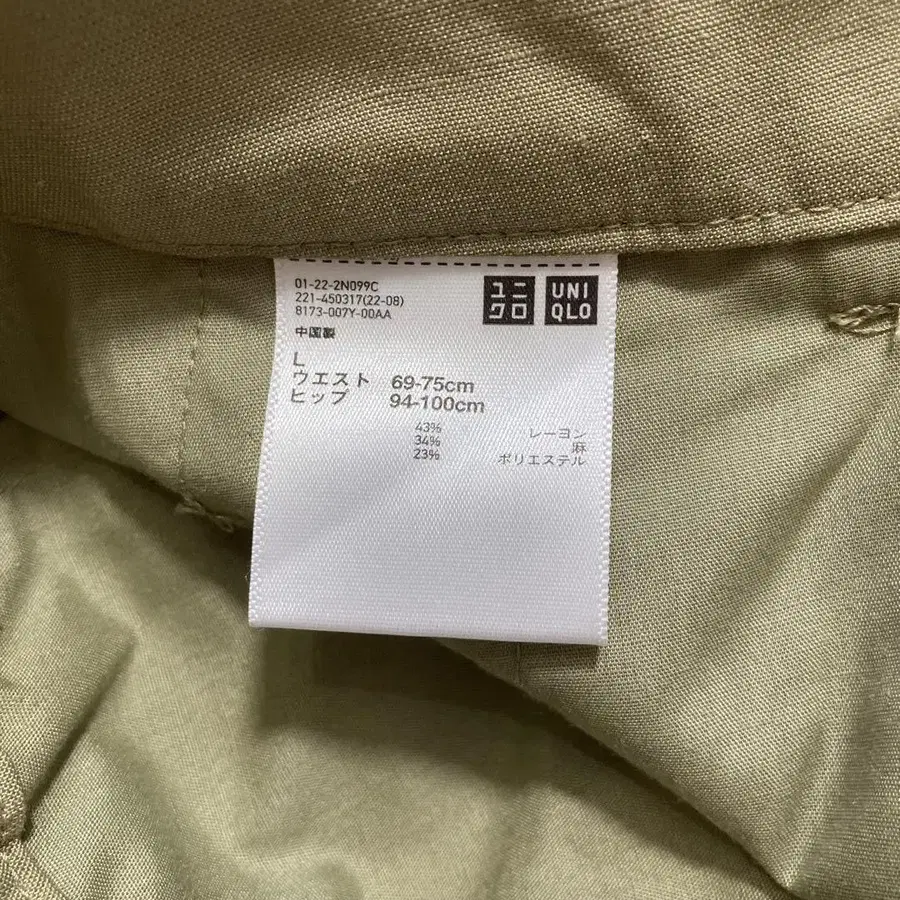 01-22-2N099C
221-450317(22-08)
8173-007Y-00AA
ユニクロ
UNIQLO
中国製
L
ウエスト 69-75cm
ヒップ 94-100cm
43% レーヨン
34% 麻
23% ポリエステル